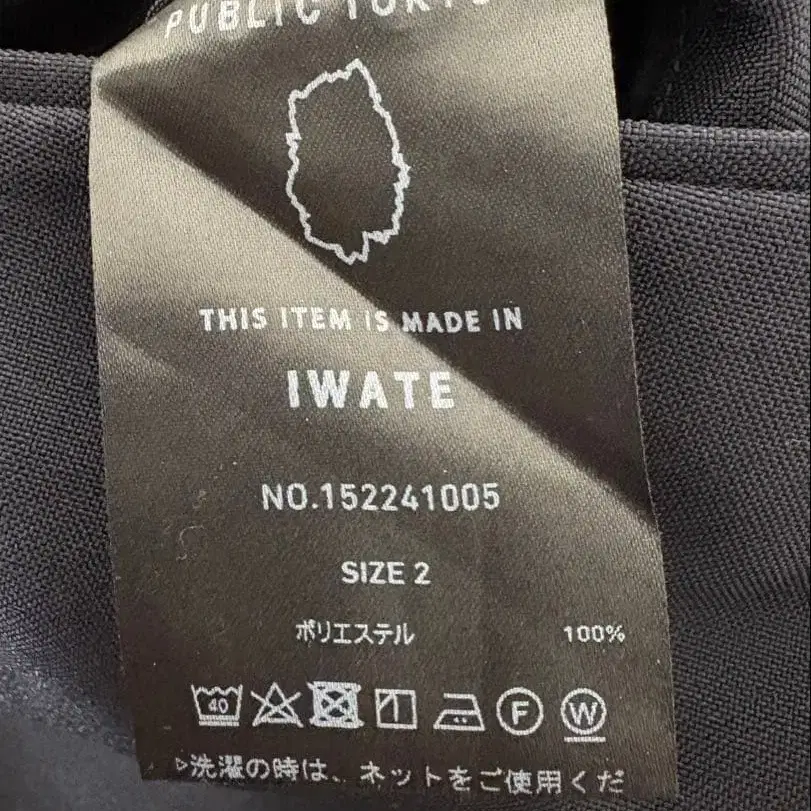 PUBLIC TOKYO
THIS ITEM IS MADE IN
IWATE
NO.152241005
SIZE 2
ポリエステル 100%
40 F W
▷洗濯の時は、ネットをご使用くだ